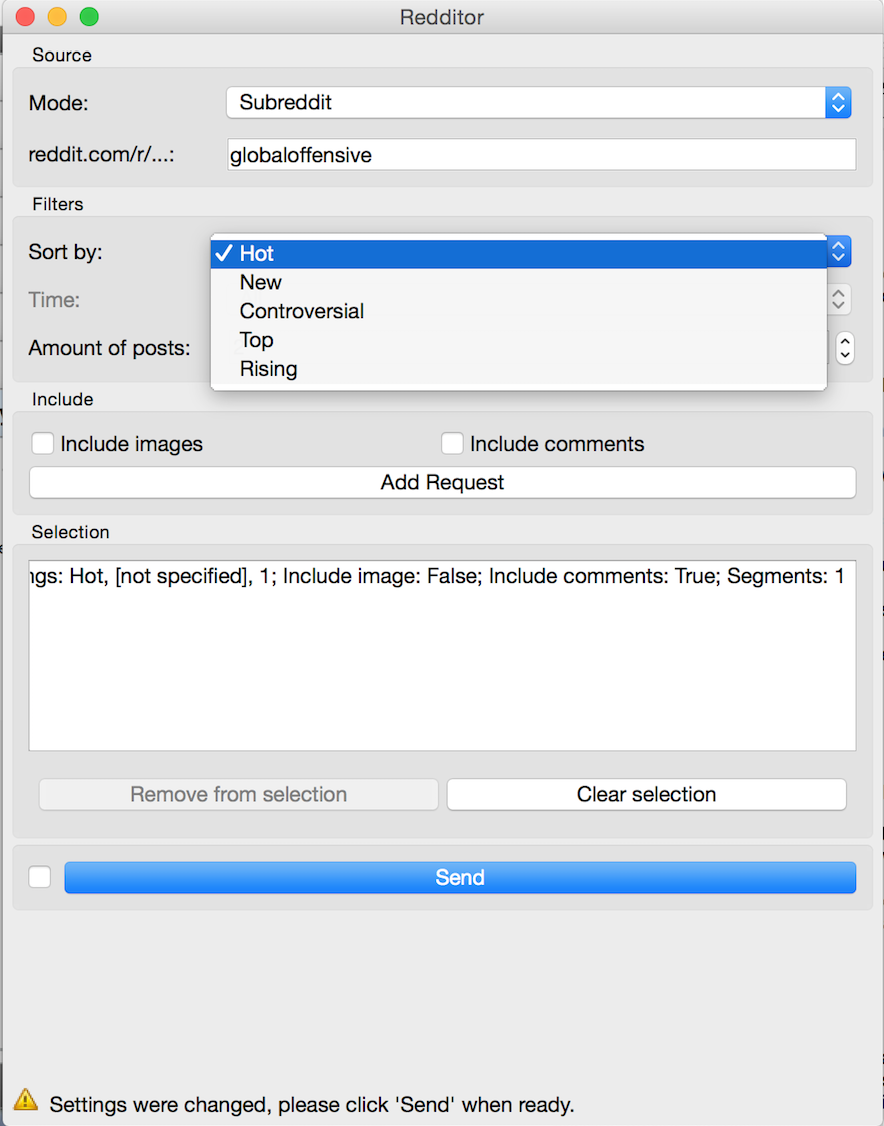 Redditor
Source
Mode: Subreddit
reddit.com/r/...: globaloffensive
Filters
Sort by: ✓ Hot
New
Time:
Controversial
Top
Amount of posts:
Rising
Include
Include images Include comments
Add Request
Selection
gs: Hot, [not specified], 1; Include image: False; Include comments: True; Segments: 1
Remove from selection Clear selection
Send
Settings were changed, please click 'Send' when ready.